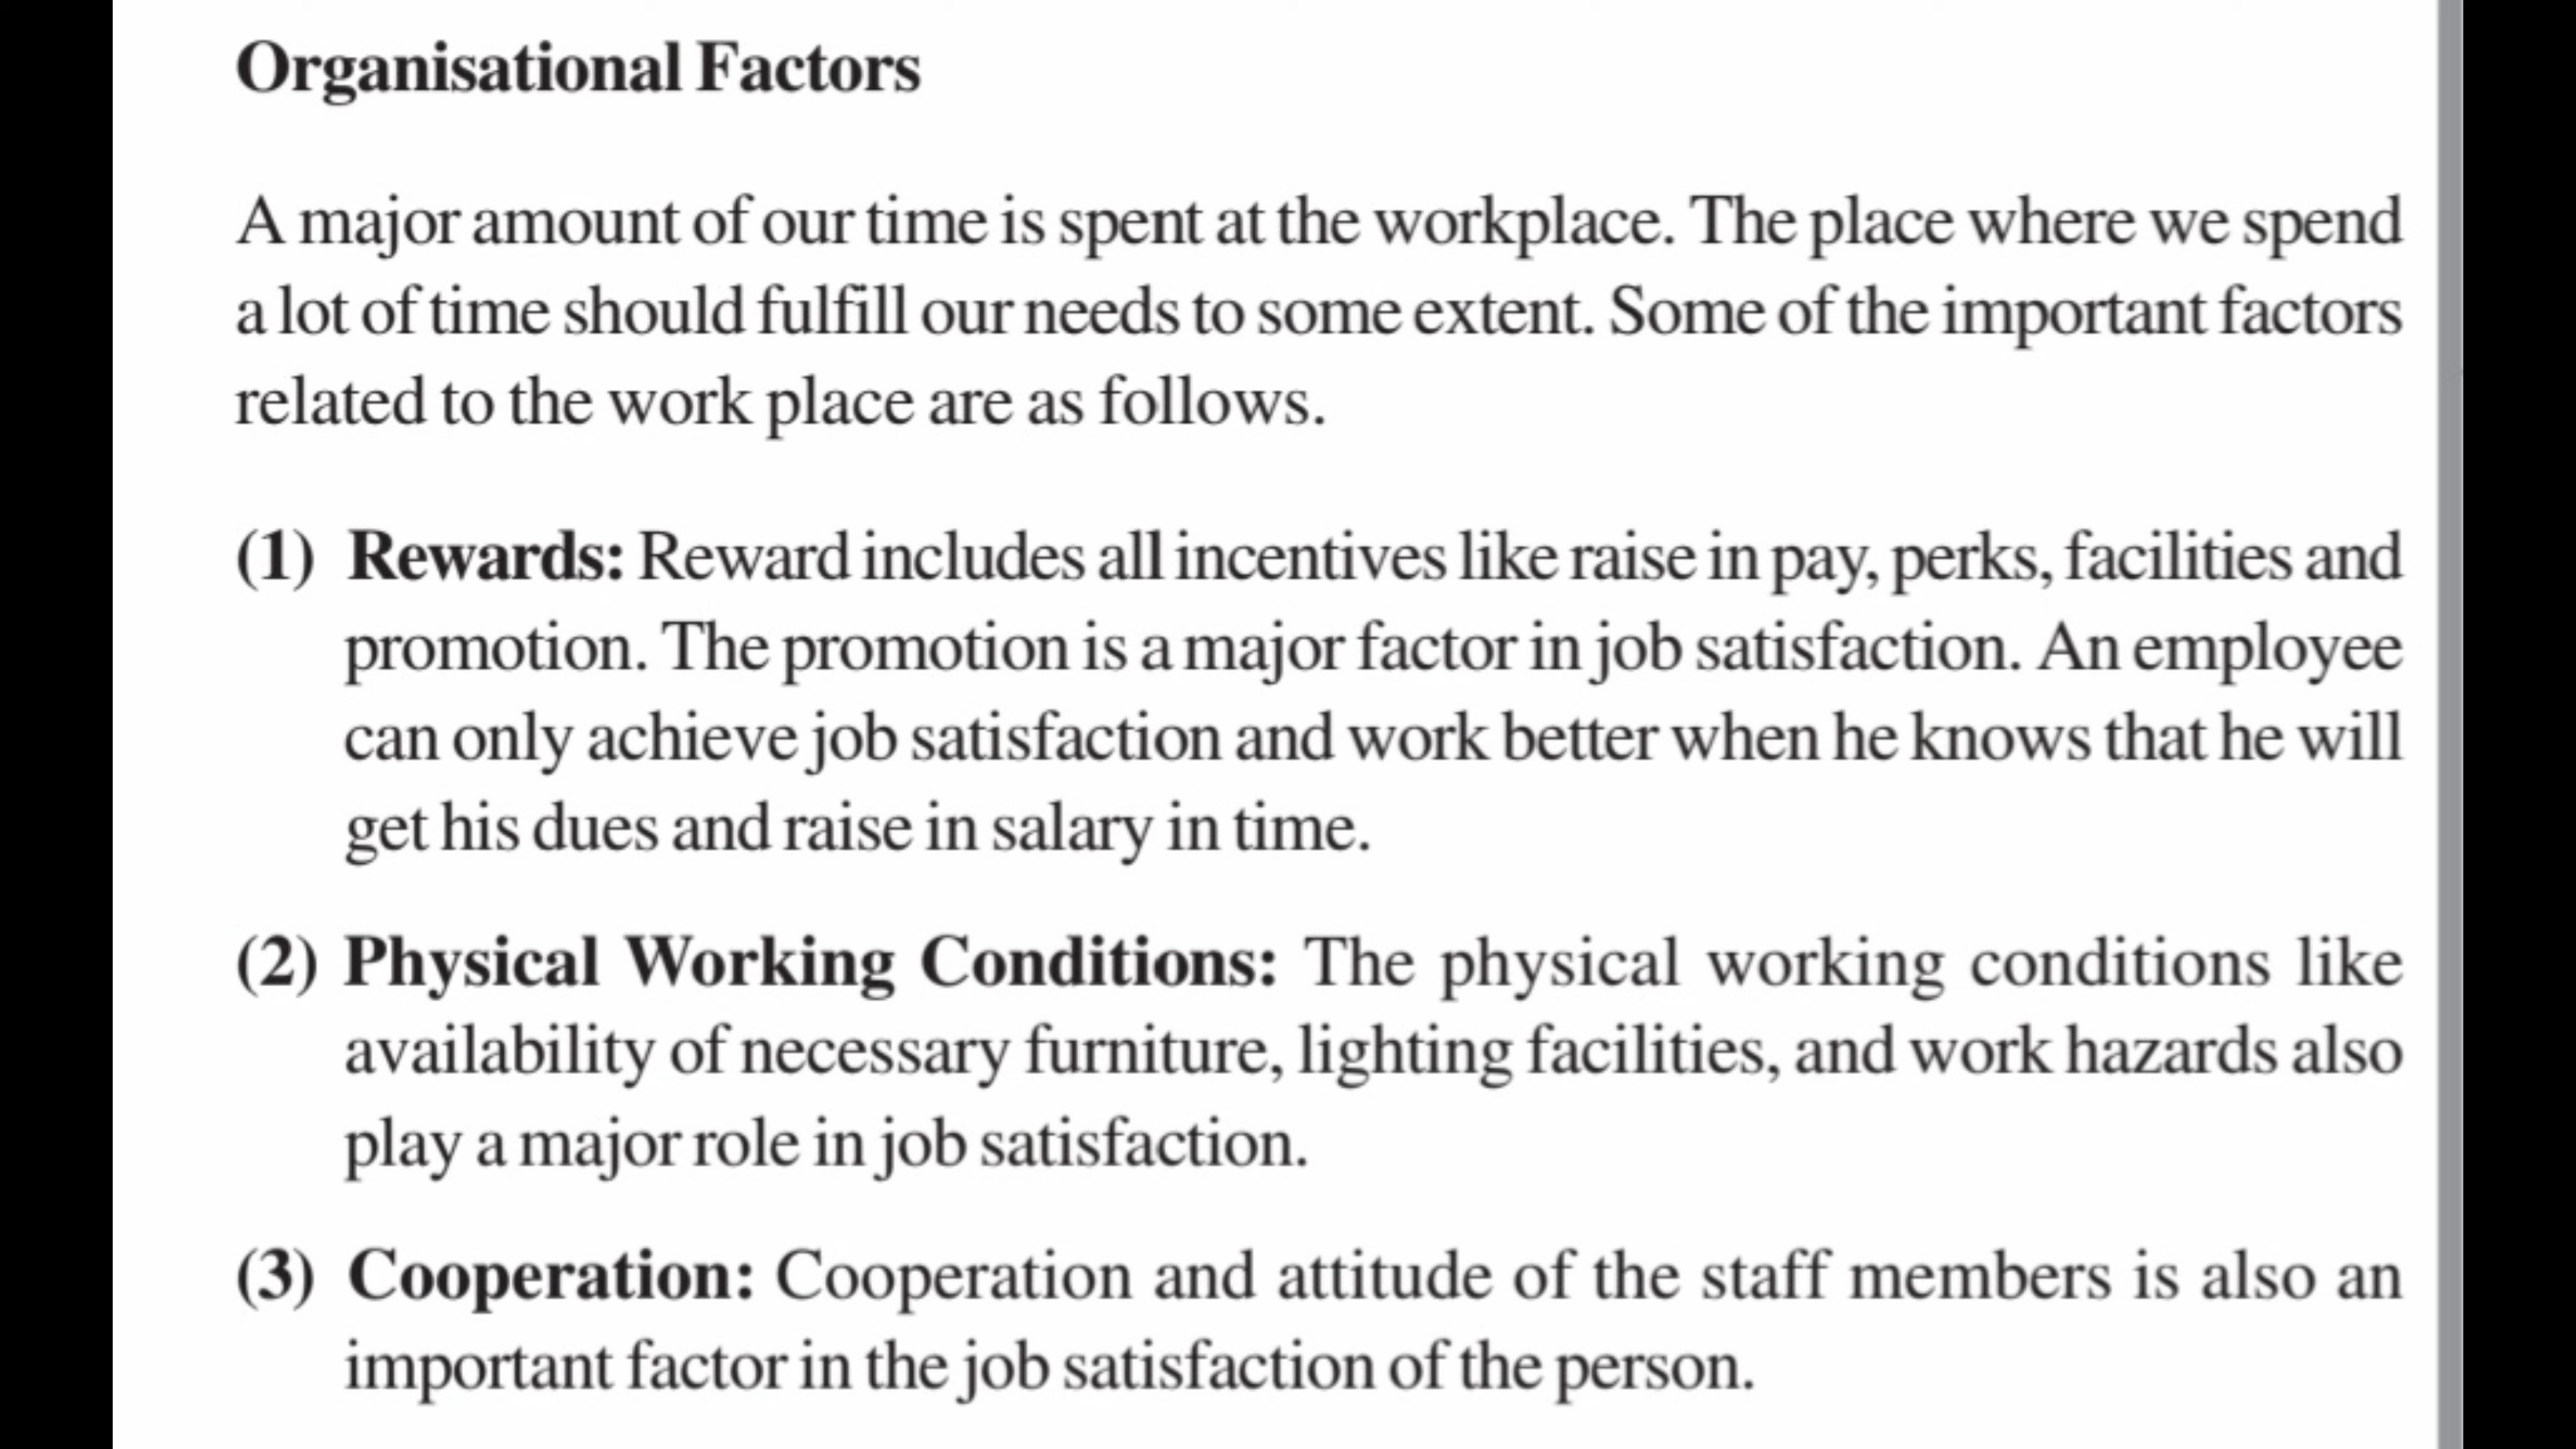 Organisational Factors
A major amount of our time is spent at the workplace. The place where we spend
a lot of time should fulfill our needs to some extent. Some of the important factors
related to the work place are as follows.
(1) Rewards: Reward includes all incentives like raise in pay, perks, facilities and
promotion. The promotion is a major factor in job satisfaction. An employee
can only achieve job satisfaction and work better when he knows that he will
get his dues and raise in salary in time.
(2) Physical Working Conditions: The physical working conditions like
availability of necessary furniture, lighting facilities, and work hazards also
play a major role in job satisfaction.
(3) Cooperation: Cooperation and attitude of the staff members is also an
important factor in the job satisfaction of the person.